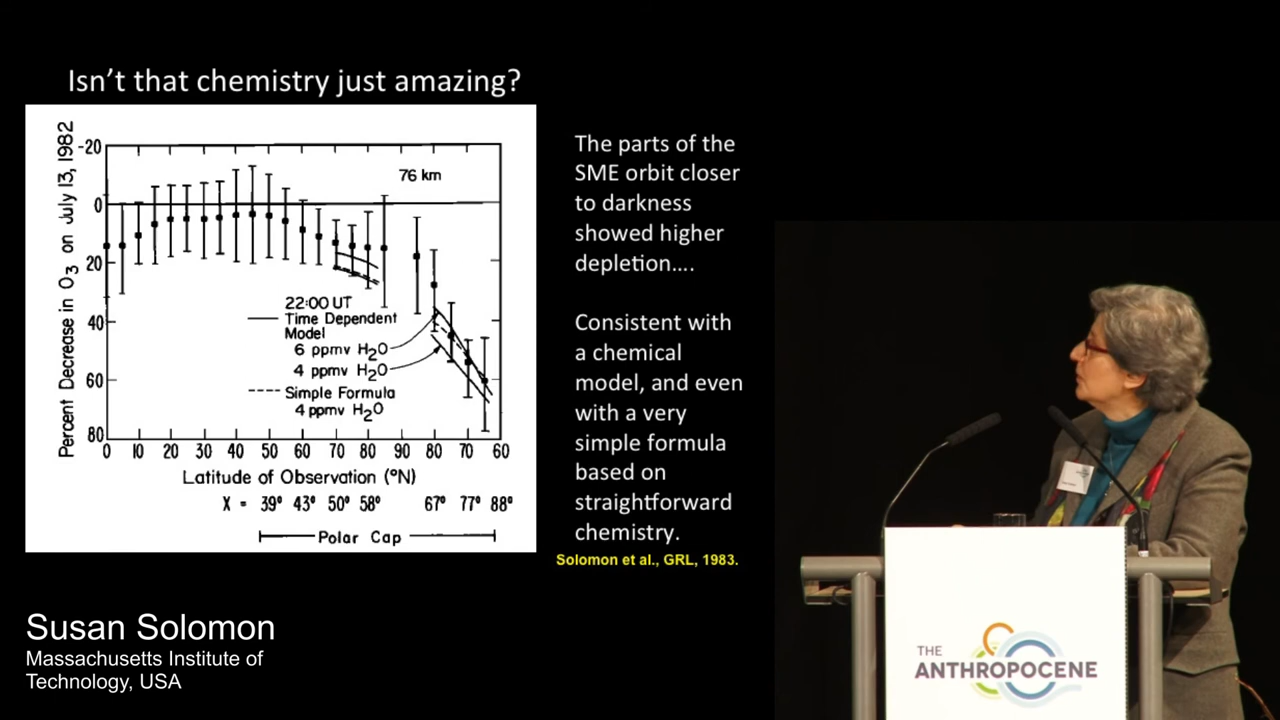 Isn't that chemistry just amazing?
Percent Decrease in O3 on July 13, 1982
-20
0
20
40
60
80
76 km
22:00 UT
Time Dependent
Model
6 ppmv H2O
4 ppmv H2O
Simple Formula
4 ppmv H2O
0 10 20 30 40 50 60 70 80 90 80 70 60
Latitude of Observation (°N)
X = 39° 43° 50° 58° 67° 77° 88°
Polar Cap
The parts of the
SME orbit closer
to darkness
showed higher
depletion....
Consistent with
a chemical
model, and even
with a very
simple formula
based on
straightforward
chemistry.
Solomon et al., GRL, 1983.
Susan Solomon
Massachusetts Institute of
Technology, USA
THE
ANTHROPOCENE